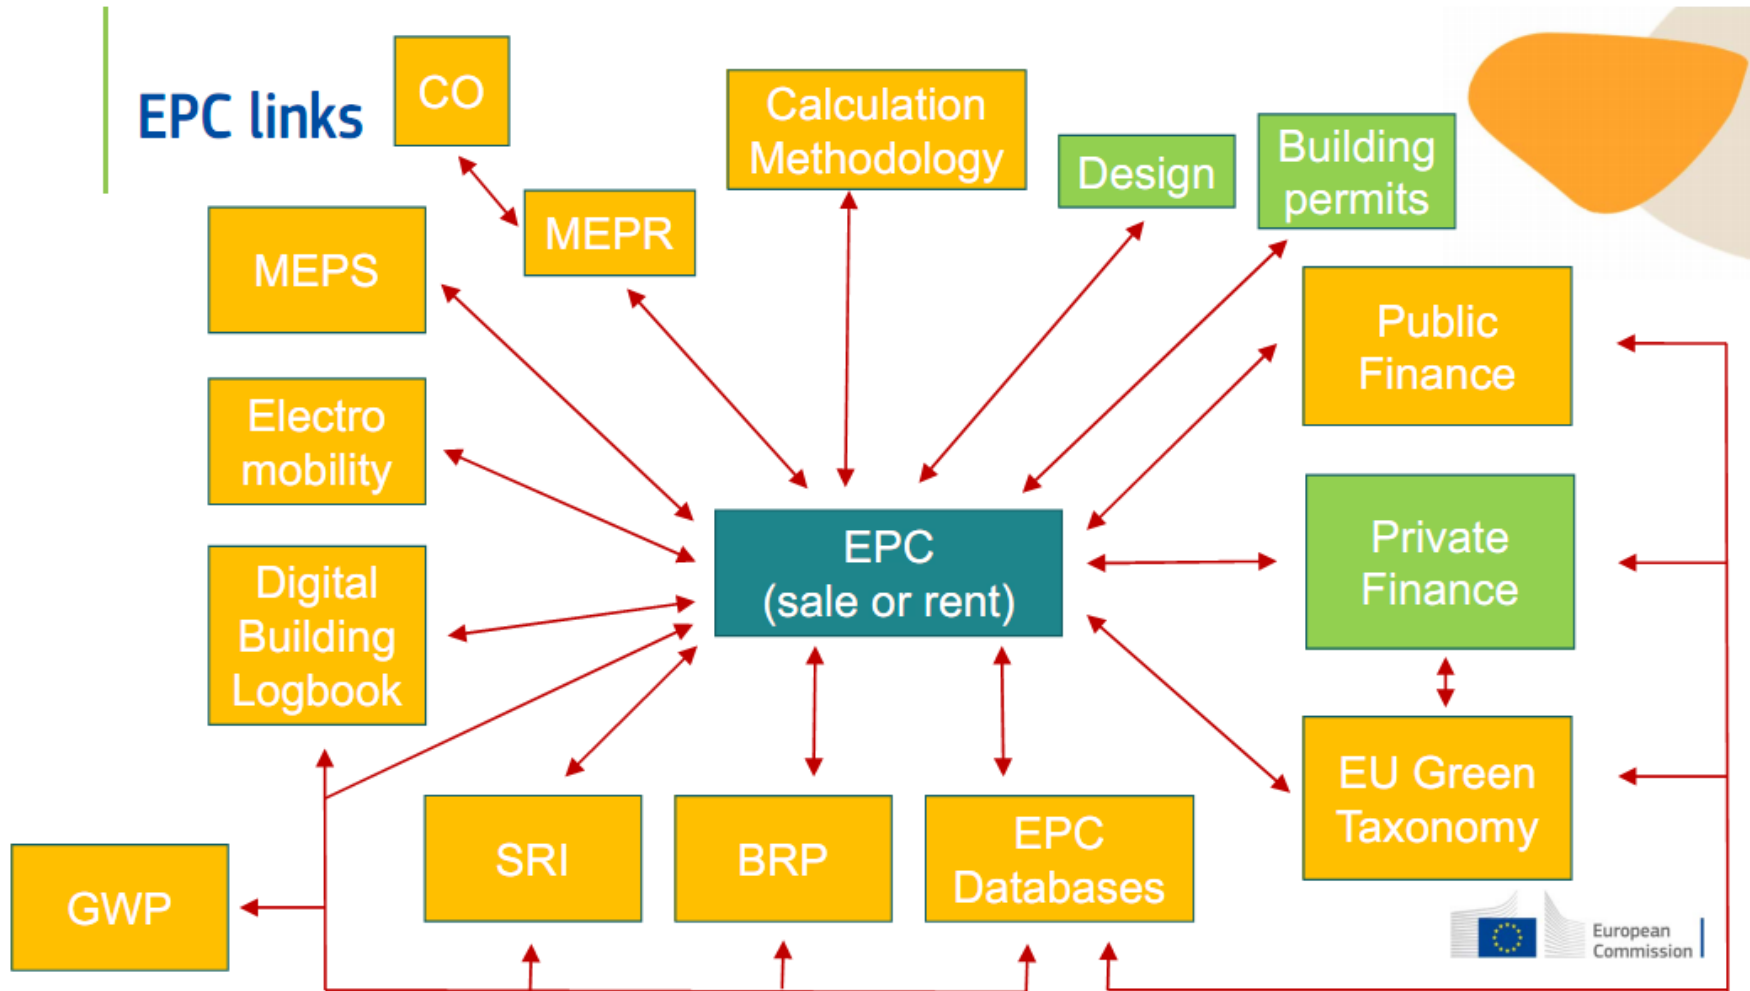 EPC links
CO
Calculation
Methodology
Design
Building
permits
MEPR
MEPS
Public
Finance
Electro
mobility
EPC
(sale or rent)
Private
Finance
Digital
Building
Logbook
EU Green
Taxonomy
SRI
BRP
EPC
Databases
GWP
European
Commission